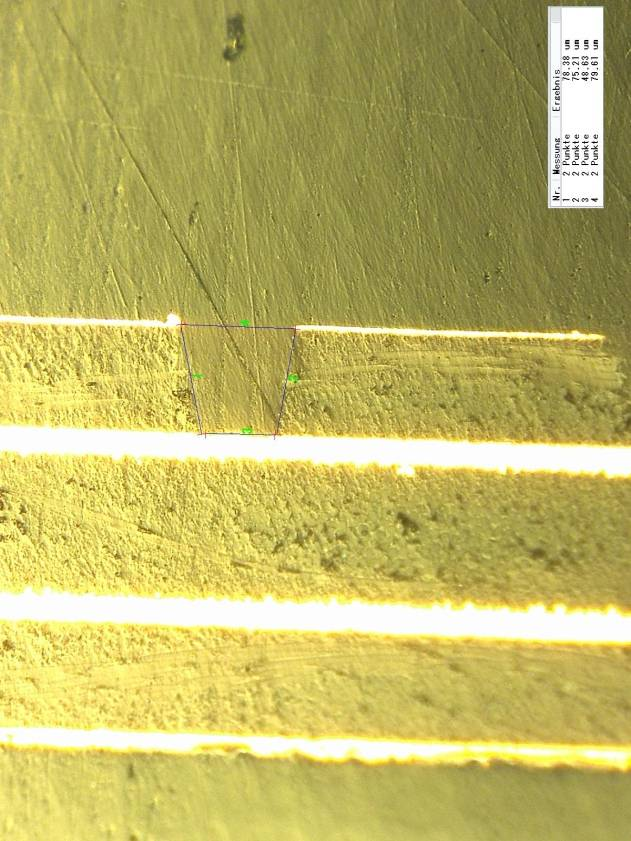 Nr. Messung Ergebnis
1 2 Punkte 78.38 um
2 2 Punkte 75.21 um
3 2 Punkte 48.63 um
4 2 Punkte 79.61 um